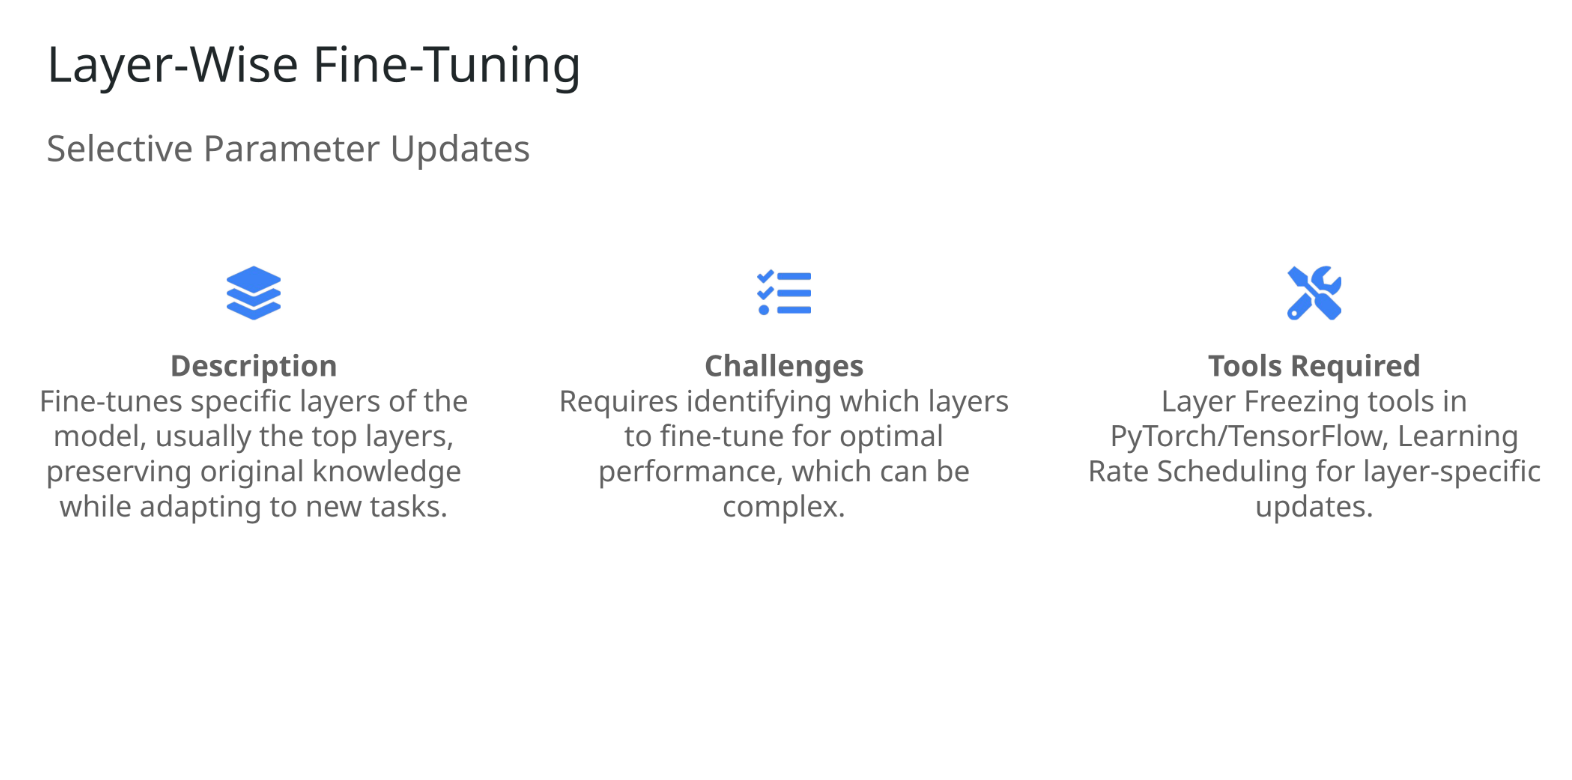 Layer-Wise Fine-Tuning
Selective Parameter Updates
Description
Fine-tunes specific layers of the
model, usually the top layers,
preserving original knowledge
while adapting to new tasks.
Challenges
Requires identifying which layers
to fine-tune for optimal
performance, which can be
complex.
Tools Required
Layer Freezing tools in
PyTorch/TensorFlow, Learning
Rate Scheduling for layer-specific
updates.